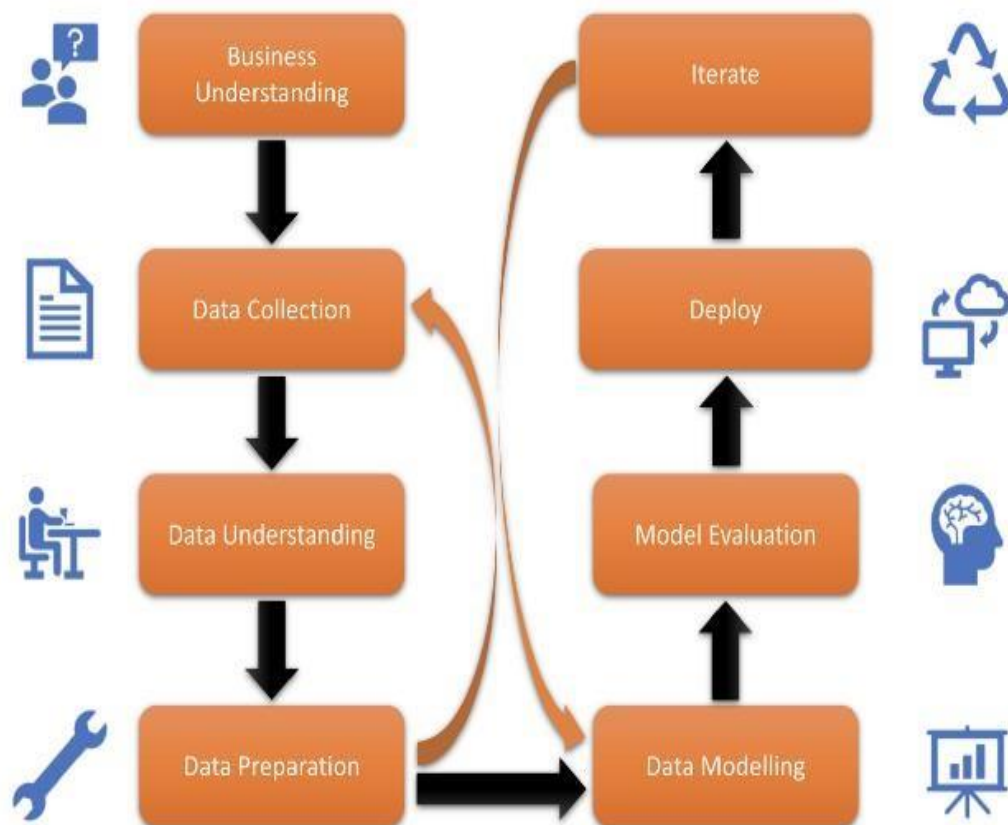 ?
Business
Understanding
Data Collection
Data Understanding
Data Preparation
Data Modelling
Model Evaluation
Deploy
Iterate